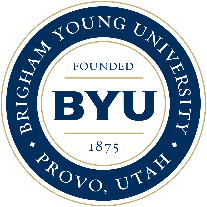 BRIGHAM YOUNG UNIVERSITY
FOUNDED
BYU
1875
• PROVO, UTAH •